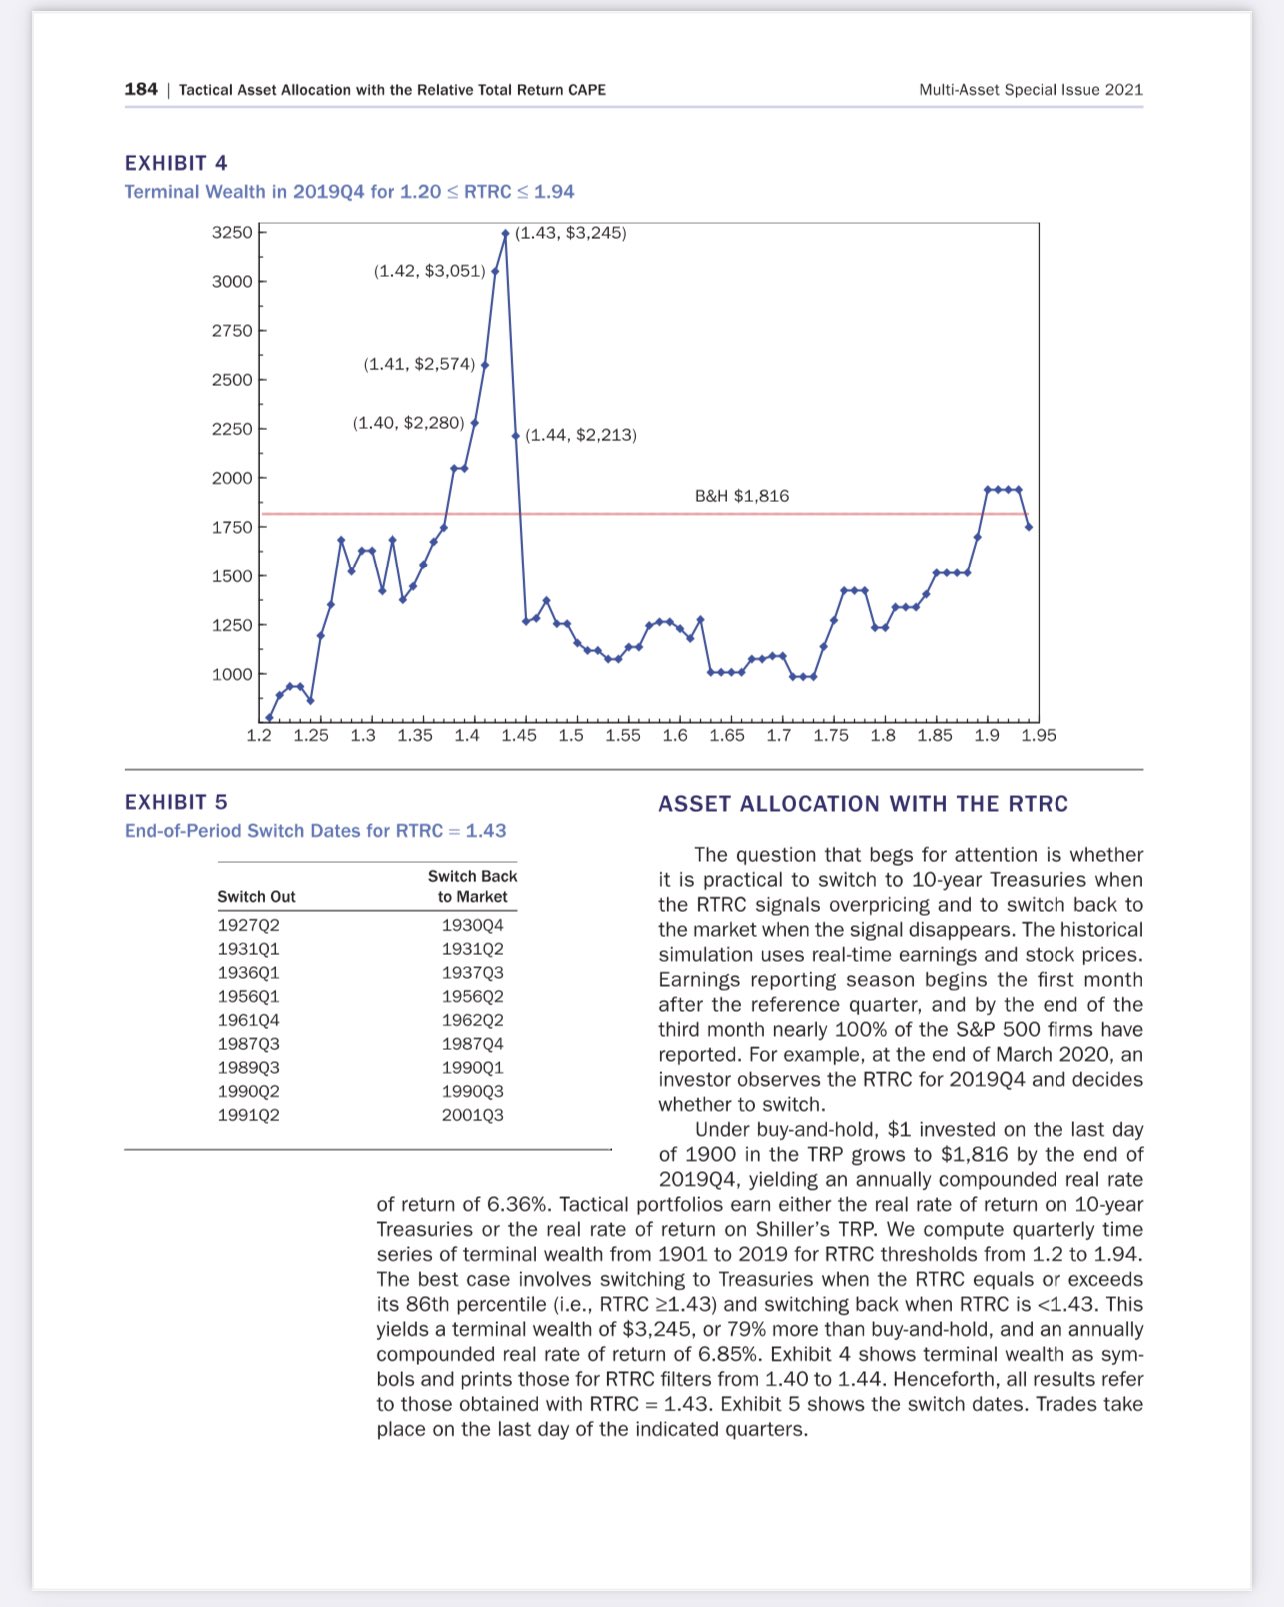 184 | Tactical Asset Allocation with the Relative Total Return CAPE
Multi-Asset Special Issue 2021
EXHIBIT 4
Terminal Wealth in 2019Q4 for 1.20 ≤ RTRC ≤ 1.94
3250
3000
2750
2500
2250
2000
1750
1500
1250
1000
(1.43, $3,245)
(1.42, $3,051)
(1.41, $2,574)
(1.40, $2,280)
(1.44, $2,213)
B&H $1,816
1.2 1.25 1.3 1.35 1.4 1.45 1.5 1.55 1.6 1.65 1.7 1.75 1.8 1.85 1.9 1.95
EXHIBIT 5
End-of-Period Switch Dates for RTRC = 1.43
Switch Back
Switch Out to Market
1927Q2 1930Q4
1931Q1 1931Q2
1936Q1 1937Q3
1956Q1 1956Q2
1961Q4 1962Q2
1987Q3 1987Q4
1989Q3 1990Q1
1990Q2 1990Q3
1991Q2 2001Q3
ASSET ALLOCATION WITH THE RTRC
The question that begs for attention is whether
it is practical to switch to 10-year Treasuries when
the RTRC signals overpricing and to switch back to
the market when the signal disappears. The historical
simulation uses real-time earnings and stock prices.
Earnings reporting season begins the first month
after the reference quarter, and by the end of the
third month nearly 100% of the S&P 500 firms have
reported. For example, at the end of March 2020, an
investor observes the RTRC for 2019Q4 and decides
whether to switch.
Under buy-and-hold, $1 invested on the last day
of 1900 in the TRP grows to $1,816 by the end of
2019Q4, yielding an annually compounded real rate
of return of 6.36%. Tactical portfolios earn either the real rate of return on 10-year
Treasuries or the real rate of return on Shiller's TRP. We compute quarterly time
series of terminal wealth from 1901 to 2019 for RTRC thresholds from 1.2 to 1.94.
The best case involves switching to Treasuries when the RTRC equals or exceeds
its 86th percentile (i.e., RTRC ≥1.43) and switching back when RTRC is <1.43. This
yields a terminal wealth of $3,245, or 79% more than buy-and-hold, and an annually
compounded real rate of return of 6.85%. Exhibit 4 shows terminal wealth as sym-
bols and prints those for RTRC filters from 1.40 to 1.44. Henceforth, all results refer
to those obtained with RTRC = 1.43. Exhibit 5 shows the switch dates. Trades take
place on the last day of the indicated quarters.